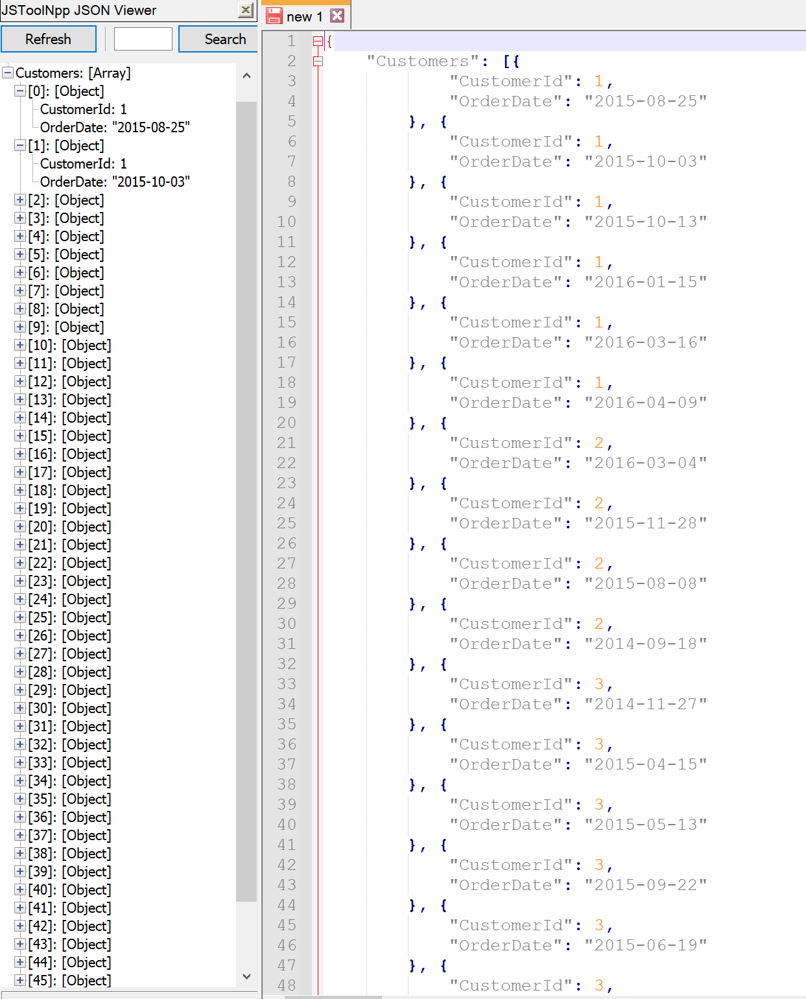 JSToolNpp JSON Viewer
Refresh
Search
Customers: [Array]
[0]: [Object]
CustomerId: 1
OrderDate: "2015-08-25"
[1]: [Object]
CustomerId: 1
OrderDate: "2015-10-03"
[2]: [Object]
[3]: [Object]
[4]: [Object]
[5]: [Object]
[6]: [Object]
[7]: [Object]
[8]: [Object]
[9]: [Object]
[10]: [Object]
[11]: [Object]
[12]: [Object]
[13]: [Object]
[14]: [Object]
[15]: [Object]
[16]: [Object]
[17]: [Object]
[18]: [Object]
[19]: [Object]
[20]: [Object]
[21]: [Object]
[22]: [Object]
[23]: [Object]
[24]: [Object]
[25]: [Object]
[26]: [Object]
[27]: [Object]
[28]: [Object]
[29]: [Object]
[30]: [Object]
[31]: [Object]
[32]: [Object]
[33]: [Object]
[34]: [Object]
[35]: [Object]
[36]: [Object]
[37]: [Object]
[38]: [Object]
[39]: [Object]
[40]: [Object]
[41]: [Object]
[42]: [Object]
[43]: [Object]
[44]: [Object]
[45]: [Object]
new 1
1 {
2 "Customers": [{
3 "CustomerId": 1,
4 "OrderDate": "2015-08-25"
5 }, {
6 "CustomerId": 1,
7 "OrderDate": "2015-10-03"
8 }, {
9 "CustomerId": 1,
10 "OrderDate": "2015-10-13"
11 }, {
12 "CustomerId": 1,
13 "OrderDate": "2016-01-15"
14 }, {
15 "CustomerId": 1,
16 "OrderDate": "2016-03-16"
17 }, {
18 "CustomerId": 1,
19 "OrderDate": "2016-04-09"
20 }, {
21 "CustomerId": 2,
22 "OrderDate": "2016-03-04"
23 }, {
24 "CustomerId": 2,
25 "OrderDate": "2015-11-28"
26 }, {
27 "CustomerId": 2,
28 "OrderDate": "2015-08-08"
29 }, {
30 "CustomerId": 2,
31 "OrderDate": "2014-09-18"
32 }, {
33 "CustomerId": 3,
34 "OrderDate": "2014-11-27"
35 }, {
36 "CustomerId": 3,
37 "OrderDate": "2015-04-15"
38 }, {
39 "CustomerId": 3,
40 "OrderDate": "2015-05-13"
41 }, {
42 "CustomerId": 3,
43 "OrderDate": "2015-09-22"
44 }, {
45 "CustomerId": 3,
46 "OrderDate": "2015-06-19"
47 }, {
48 "CustomerId": 3,